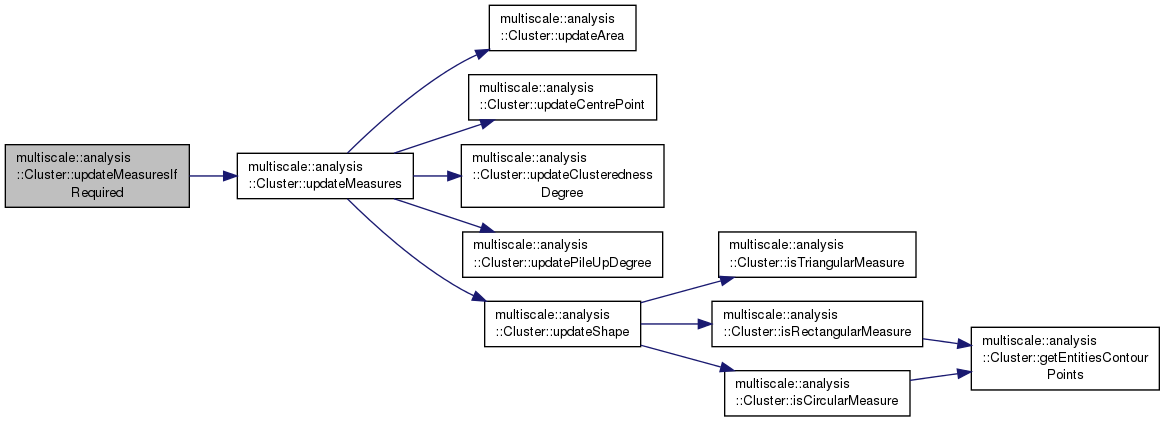 multiscale::analysis
::Cluster::updateMeasuresIf
Required
multiscale::analysis
::Cluster::updateMeasures
multiscale::analysis
::Cluster::updateArea
multiscale::analysis
::Cluster::updateCentrePoint
multiscale::analysis
::Cluster::updateClusteredness
Degree
multiscale::analysis
::Cluster::updatePileUpDegree
multiscale::analysis
::Cluster::updateShape
multiscale::analysis
::Cluster::isTriangularMeasure
multiscale::analysis
::Cluster::isRectangularMeasure
multiscale::analysis
::Cluster::isCircularMeasure
multiscale::analysis
::Cluster::getEntitiesContour
Points